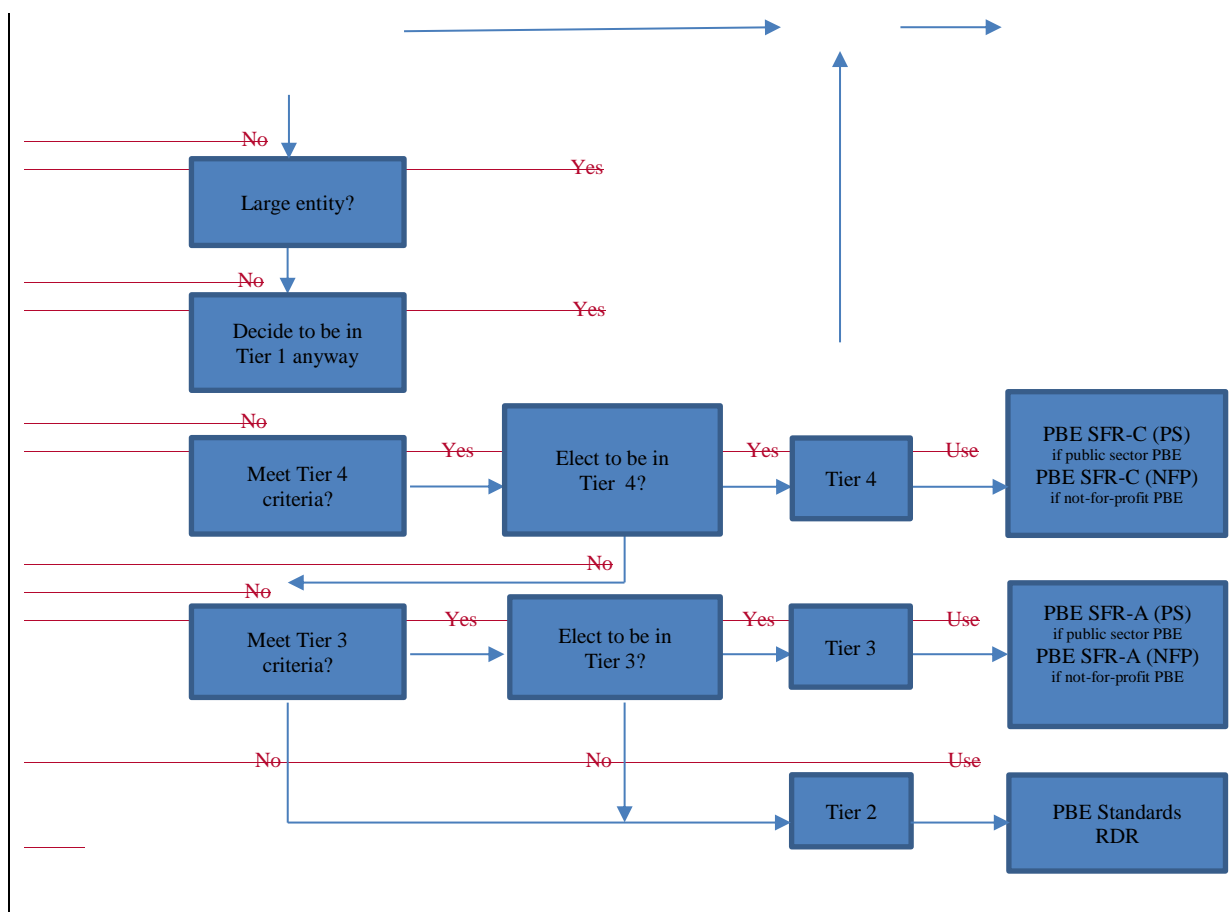 No
Yes
Large entity?
No
Yes
Decide to be in
Tier 1 anyway
No
Yes
Yes
Use
Meet Tier 4
criteria?
Elect to be in
Tier 4?
Tier 4
PBE SFR-C (PS)
if public sector PBE
PBE SFR-C (NFP)
if not-for-profit PBE
No
No
Yes
Yes
Use
Meet Tier 3
criteria?
Elect to be in
Tier 3?
Tier 3
PBE SFR-A (PS)
if public sector PBE
PBE SFR-A (NFP)
if not-for-profit PBE
No
No
Use
Tier 2
PBE Standards
RDR